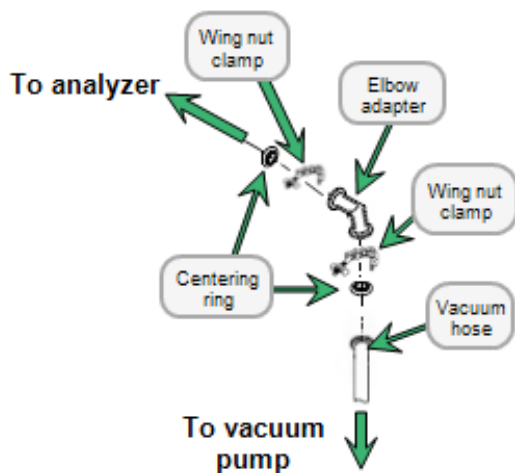 Wing nut
clamp
To analyzer
Elbow
adapter
Wing nut
clamp
Centering
ring
Vacuum
hose
To vacuum
pump